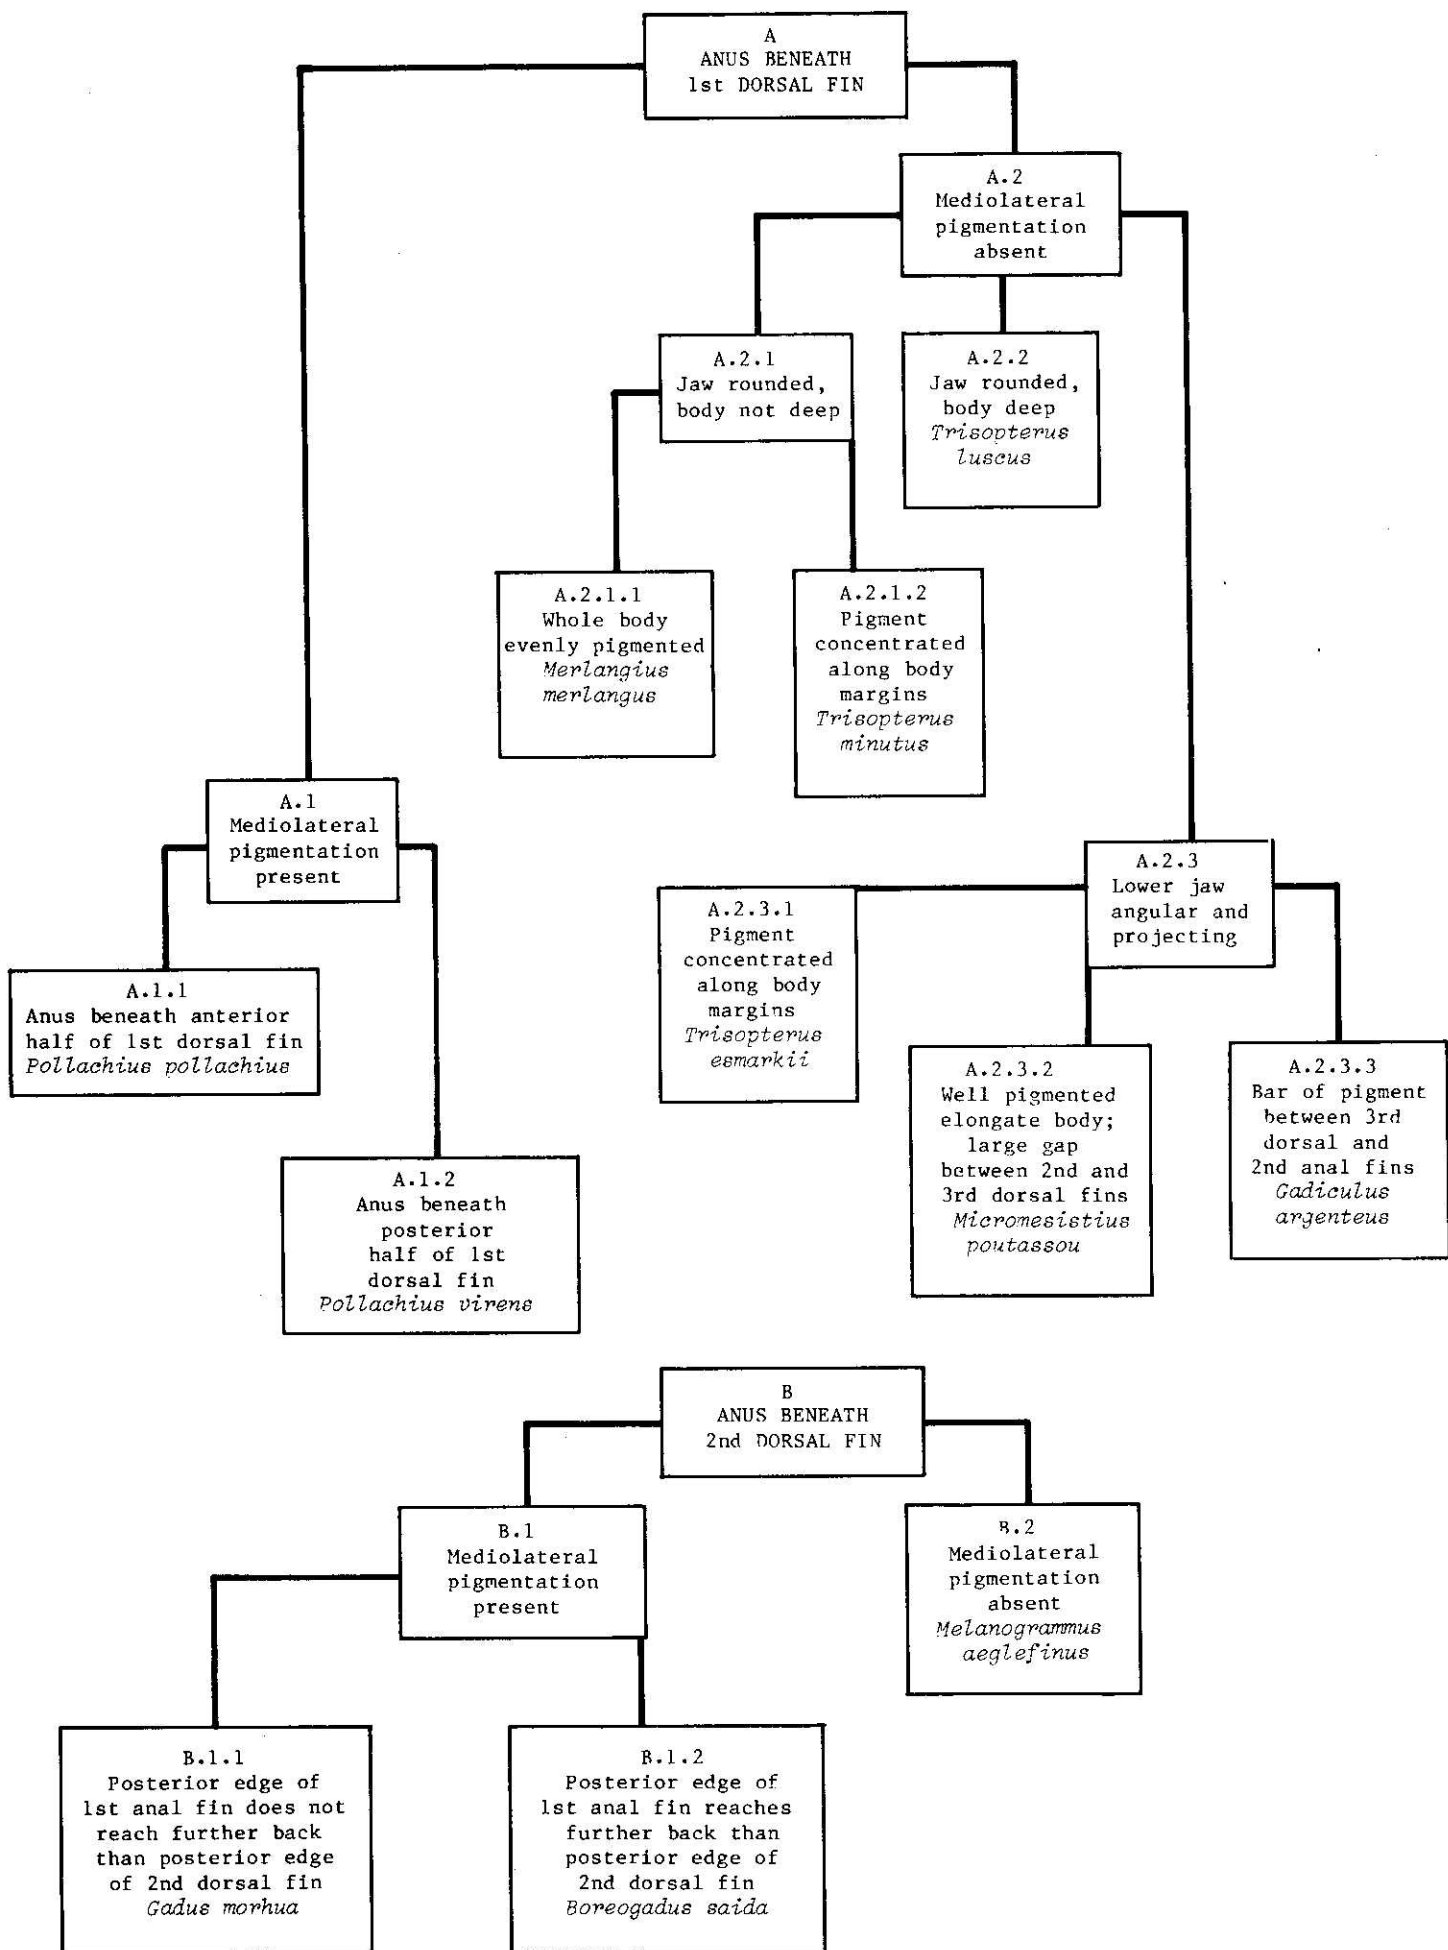 A
ANUS BENEATH
1st DORSAL FIN
A.2
Mediolateral
pigmentation
absent
A.2.1
Jaw rounded,
body not deep
A.2.2
Jaw rounded,
body deep
Trisopterus
luscus
A.2.1.1
Whole body
evenly pigmented
Merlangius
merlangus
A.2.1.2
Pigment
concentrated
along body
margins
Trisopterus
minutus
A.1
Mediolateral
pigmentation
present
A.2.3
Lower jaw
angular and
projecting
A.2.3.1
Pigment
concentrated
along body
margins
Trisopterus
esmarkii
A.1.1
Anus beneath anterior
half of 1st dorsal fin
Pollachius pollachius
A.2.3.2
Well pigmented
elongate body;
large gap
between 2nd and
3rd dorsal fins
Micromesistius
poutassou
A.2.3.3
Bar of pigment
between 3rd
dorsal and
2nd anal fins
Gadiculus
argenteus
A.1.2
Anus beneath
posterior
half of 1st
dorsal fin
Pollachius virens
B
ANUS BENEATH
2nd DORSAL FIN
B.1
Mediolateral
pigmentation
present
B.2
Mediolateral
pigmentation
absent
Melanogrammus
aeglefinus
B.1.1
Posterior edge of
1st anal fin does not
reach further back
than posterior edge
of 2nd dorsal fin
Gadus morhua
B.1.2
Posterior edge of
1st anal fin reaches
further back than
posterior edge of
2nd dorsal fin
Boreogadus saida